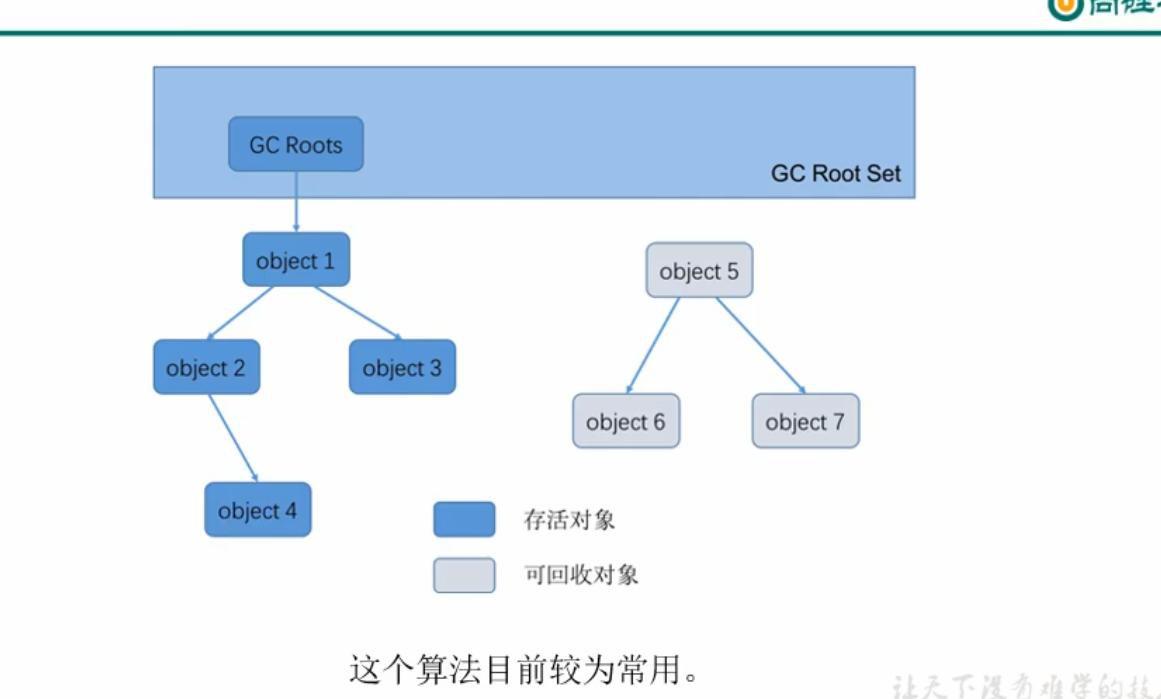 GC Roots
GC Root Set
object 1
object 5
object 2
object 3
object 6
object 7
object 4
存活对象
可回收对象
这个算法目前较为常用。
让天下没有难学的技